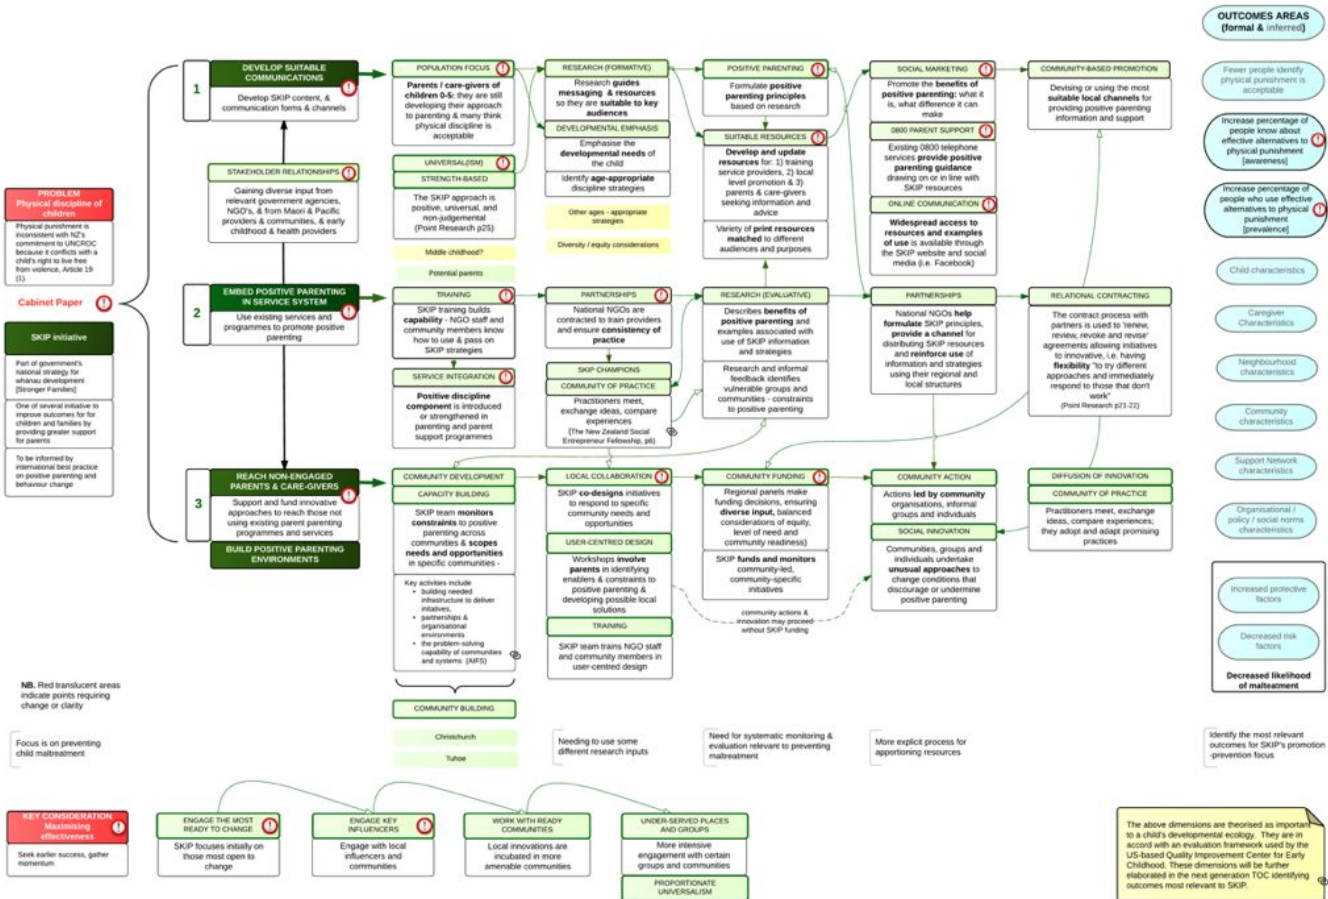 OUTCOMES AREAS
(formal & inferred)
Fewer people identify
physical punishment is
acceptable
Increase percentage of
people know about
effective alternatives to
physical punishment
[awareness]
Increase percentage of
people who use effective
alternatives to physical
punishment
[prevalence]
Child characteristics
Caregiver
Characteristics
Neighbourhood
characteristics
Community
characteristics
Support Network
characteristics
Organisational /
policy / social norms
characteristics
Increased protective
factors
Decreased risk
factors
Decreased likelihood
of malteatment
PROBLEM
Physical discipline of
children
Physical punishment is
inconsistent with NZ's
commitment to UNCROC
because it conflicts with a
child's right to live free
from violence, Article 19
(1).
Cabinet Paper
SKIP initiative
Part of government's
national strategy for
whanau development
[Stronger Families]
One of several initiative to
improve outcomes for for
children and families by
providing greater support
for parents
To be informed by
international best practice
on positive parenting and
behaviour change
1
DEVELOP SUITABLE
COMMUNICATIONS
Develop SKIP content, &
communication forms & channels
STAKEHOLDER RELATIONSHIPS
Gaining diverse input from
relevant government agencies,
NGO's, & from Maori & Pacific
providers & communities, & early
childhood & health providers
POPULATION FOCUS
Parents / care-givers of
children 0-5: they are still
developing their approach
to parenting & many think
physical discipline is
acceptable
UNIVERSAL(ISM)
STRENGTH-BASED
The SKIP approach is
positive, universal, and
non-judgemental
(Point Research p25)
Middle childhood?
Potential parents
RESEARCH (FORMATIVE)
Research guides
messaging & resources
so they are suitable to key
audiences
DEVELOPMENTAL EMPHASIS
Emphasise the
developmental needs of
the child
Identify age-appropriate
discipline strategies
Other ages - appropriate
strategies
Diversity / equity considerations
POSITIVE PARENTING
Formulate positive
parenting principles
based on research
SUITABLE RESOURCES
Develop and update
resources for: 1) training
service providers, 2) local
level promotion & 3)
parents & care-givers
seeking information and
advice
Variety of print resources
matched to different
audiences and purposes
SOCIAL MARKETING
Promote the benefits of
positive parenting: what it
is, what difference it can
make
0800 PARENT SUPPORT
Existing 0800 telephone
services provide positive
parenting guidance
drawing on or in line with
SKIP resources
ONLINE COMMUNICATION
Widespread access to
resources and examples
of use is available through
the SKIP website and social
media (i.e. Facebook)
COMMUNITY-BASED PROMOTION
Devising or using the most
suitable local channels for
providing positive parenting
information and support
2
EMBED POSITIVE PARENTING
IN SERVICE SYSTEM
Use existing services and
programmes to promote positive
parenting
TRAINING
SKIP training builds
capability - NGO staff and
community members know
how to use & pass on
SKIP strategies
SERVICE INTEGRATION
Positive discipline
component is introduced
or strengthened in
parenting and parent
support programmes
PARTNERSHIPS
National NGOs are
contracted to train providers
and ensure consistency of
practice
SKIP CHAMPIONS
COMMUNITY OF PRACTICE
Practitioners meet,
exchange ideas, compare
experiences
(The New Zealand Social
Entrepreneur Fellowship, p6)
RESEARCH (EVALUATIVE)
Describes benefits of
positive parenting and
examples associated with
use of SKIP information
and strategies
Research and informal
feedback identifies
vulnerable groups and
communities - constraints
to positive parenting
PARTNERSHIPS
National NGOs help
formulate SKIP principles,
provide a channel for
distributing SKIP resources
and reinforce use of
information and strategies
using their regional and
local structures
RELATIONAL CONTRACTING
The contract process with
partners is used to 'renew,
review, revoke and revise'
agreements allowing initiatives
to innovative, i.e. having
flexibility "to try different
approaches and immediately
respond to those that don't
work"
(Point Research p21-22)
3
REACH NON-ENGAGED
PARENTS & CARE-GIVERS
Support and fund innovative
approaches to reach those not
using existing parent parenting
programmes and services
BUILD POSITIVE PARENTING
ENVIRONMENTS
COMMUNITY DEVELOPMENT
CAPACITY BUILDING
SKIP team monitors
constraints to positive
parenting across
communities & scopes
needs and opportunities
in specific communities -
Key activities include
• building needed
infrastructure to deliver
initatives,
• partnerships &
organisational
environments
• the problem-solving
capability of communities
and systems (AIFS)
COMMUNITY BUILDING
Christchurch
Tuhoe
LOCAL COLLABORATION
SKIP co-designs initiatives
to respond to specific
community needs and
opportunities
USER-CENTRED DESIGN
Workshops involve
parents in identifying
enablers & constraints to
positive parenting &
developing possible local
solutions
TRAINING
SKIP team trains NGO staff
and community members in
user-centred design
COMMUNITY FUNDING
Regional panels make
funding decisions, ensuring
diverse input, balanced
considerations of equity,
level of need and
community readiness)
SKIP funds and monitors
community-led,
community-specific
initiatives
community actions &
innovation may proceed
without SKIP funding
COMMUNITY ACTION
Actions led by community
organisations, informal
groups and individuals
SOCIAL INNOVATION
Communities, groups and
individuals undertake
unusual approaches to
change conditions that
discourage or undermine
positive parenting
DIFFUSION OF INNOVATION
COMMUNITY OF PRACTICE
Practitioners meet, exchange
ideas, compare experiences;
they adopt and adapt promising
practices
NB. Red translucent areas
indicate points requiring
change or clarity
Focus is on preventing
child maltreatment
Needing to use some
different research inputs
Need for systematic monitoring &
evaluation relevant to preventing
maltreatment
More explicit process for
apportioning resources
Identify the most relevant
outcomes for SKIP's promotion
-prevention focus
KEY CONSIDERATION
Maximising
effectiveness
Seek earlier success, gather
momentum
ENGAGE THE MOST
READY TO CHANGE
SKIP focuses initially on
those most open to
change
ENGAGE KEY
INFLUENCERS
Engage with local
influencers and
communities
WORK WITH READY
COMMUNITIES
Local innovations are
incubated in more
amenable communities
UNDER-SERVED PLACES
AND GROUPS
More intensive
engagement with certain
groups and communities
PROPORTIONATE
UNIVERSALISM
The above dimensions are theorised as important
to a child's developmental ecology. They are in
accord with an evaluation framework used by the
US-based Quality Improvement Center for Early
Childhood. These dimensions will be further
elaborated in the next generation TOC identifying
outcomes most relevant to SKIP.